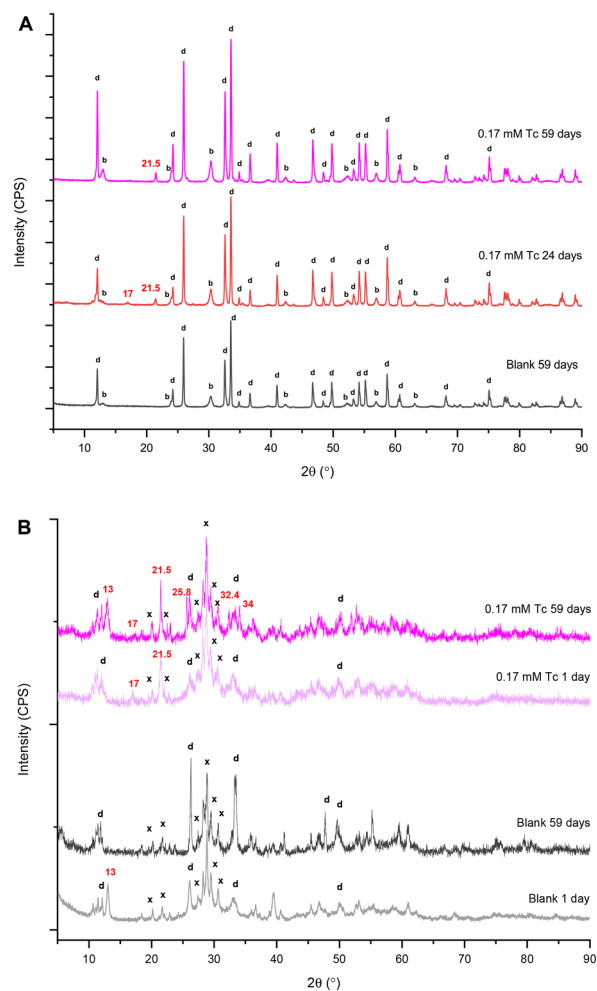 A
d b 21.5 b d d b d d d d d b d d d b d d d b d d b d d
0.17 mM Tc 59 days
d b 17 21.5 b d d b d d d d d b d d d b d d d b d d b d d
0.17 mM Tc 24 days
d b b d d b d d d d d b d d d b d d d b d d b d d
Blank 59 days
Intensity (CPS)
10 20 30 40 50 60 70 80 90
2θ (°)
B
d 13 17 x 21.5 x 25.8 d x x x x 32.4 d 34 d
0.17 mM Tc 59 days
d 17 x 21.5 x d x x x d d
0.17 mM Tc 1 day
d x x d x x x x d d d
Blank 59 days
d 13 x x d x x x d d
Blank 1 day
Intensity (CPS)
10 20 30 40 50 60 70 80 90
2θ (°)